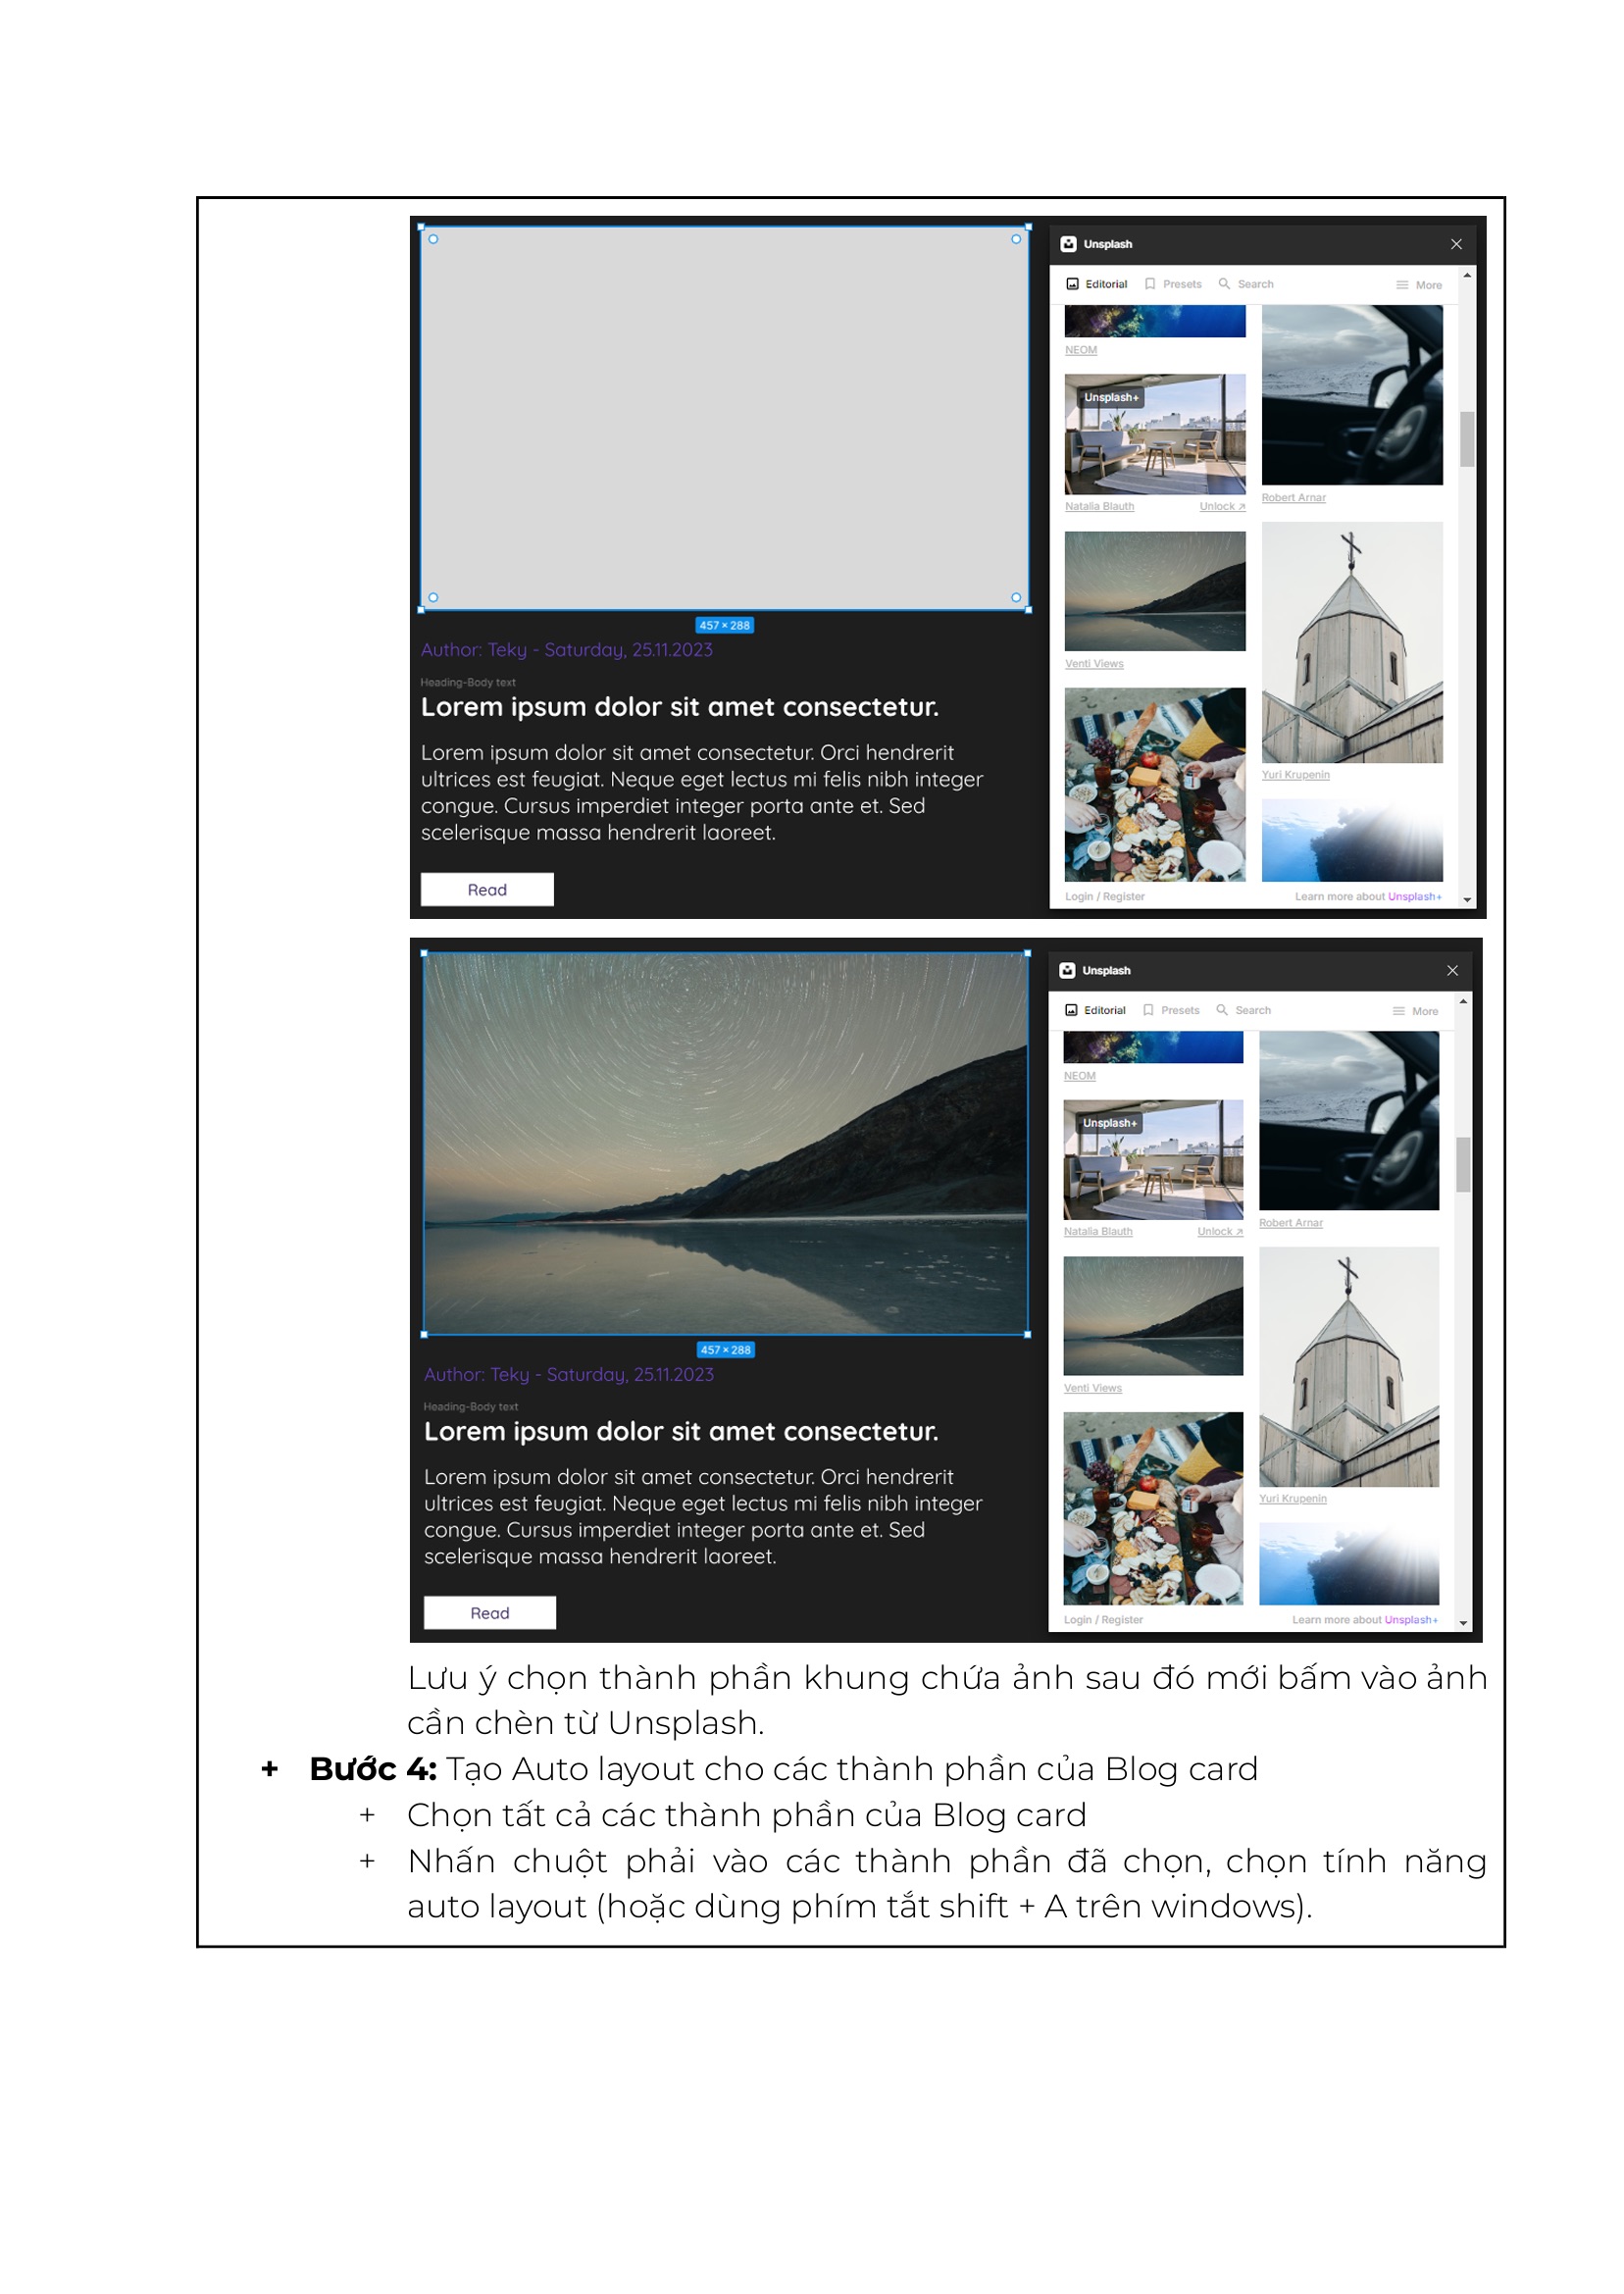 Unsplash
Editorial Presets Search More
NEOM
Unsplash+
Natalia Blauth Unlock ↗
Robert Arnar
Venti Views
Yuri Krupenin
Login / Register Learn more about Unsplash+
457 × 288
Author: Teky - Saturday, 25.11.2023
Heading-Body text
Lorem ipsum dolor sit amet consectetur.
Lorem ipsum dolor sit amet consectetur. Orci hendrerit
ultrices est feugiat. Neque eget lectus mi felis nibh integer
congue. Cursus imperdiet integer porta ante et. Sed
scelerisque massa hendrerit laoreet.
Read
Unsplash
Editorial Presets Search More
NEOM
Unsplash+
Natalia Blauth Unlock ↗
Robert Arnar
Venti Views
Yuri Krupenin
Login / Register Learn more about Unsplash+
457 × 288
Author: Teky - Saturday, 25.11.2023
Heading-Body text
Lorem ipsum dolor sit amet consectetur.
Lorem ipsum dolor sit amet consectetur. Orci hendrerit
ultrices est feugiat. Neque eget lectus mi felis nibh integer
congue. Cursus imperdiet integer porta ante et. Sed
scelerisque massa hendrerit laoreet.
Read
Lưu ý chọn thành phần khung chứa ảnh sau đó mới bấm vào ảnh
cần chèn từ Unsplash.
+ Bước 4: Tạo Auto layout cho các thành phần của Blog card
+ Chọn tất cả các thành phần của Blog card
+ Nhấn chuột phải vào các thành phần đã chọn, chọn tính năng
auto layout (hoặc dùng phím tắt shift + A trên windows).